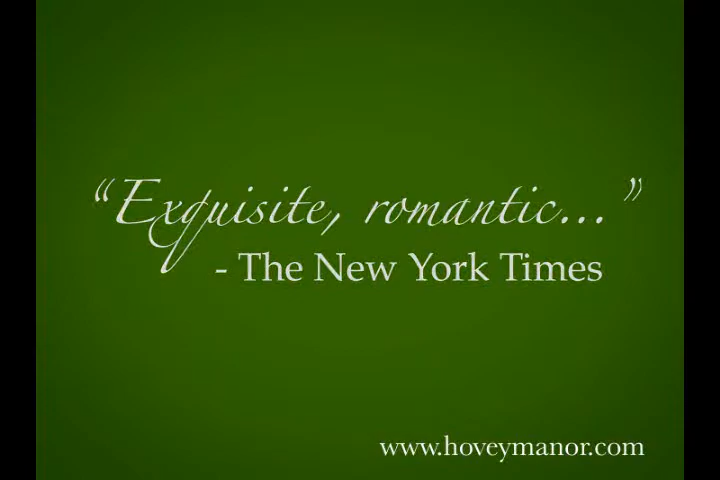 “Exquisite, romantic...”
- The New York Times
www.hoveymanor.com